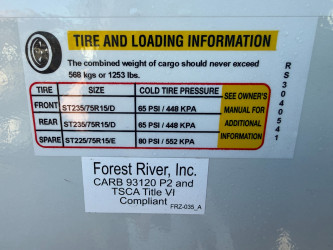 TIRE AND LOADING INFORMATION
The combined weight of cargo should never exceed
568 kgs or 1253 lbs.
TIRE SIZE COLD TIRE PRESSURE
FRONT ST235/75R15/D 65 PSI / 448 KPA
REAR ST235/75R15/D 65 PSI / 448 KPA
SPARE ST225/75R15/E 80 PSI / 552 KPA
SEE OWNER'S
MANUAL FOR
ADDITIONAL
INFORMATION
RS3040541
Forest River, Inc.
CARB 93120 P2 and
TSCA Title VI
Compliant
FRZ-035_A